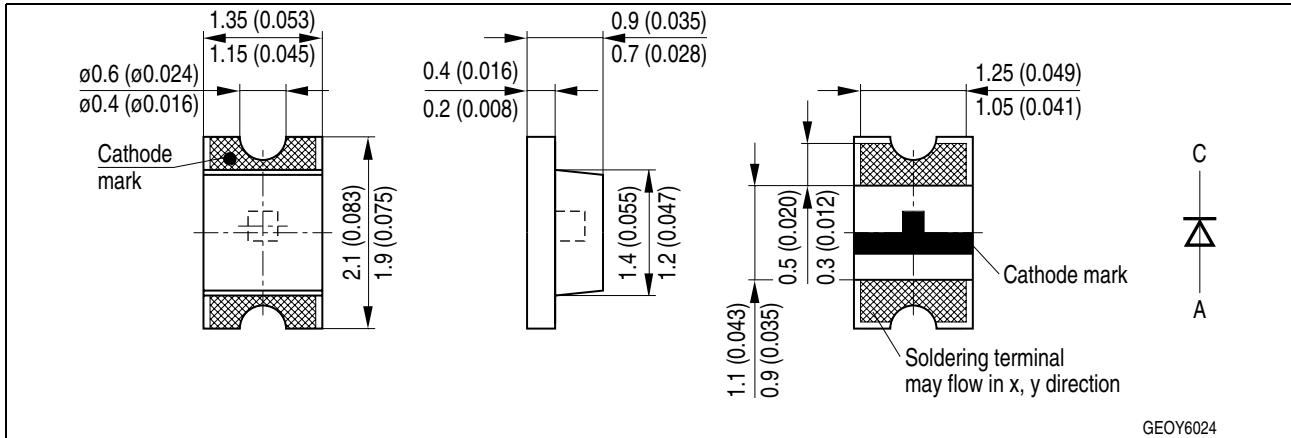 1.35 (0.053)
1.15 (0.045)
ø0.6 (ø0.024)
ø0.4 (ø0.016)
Cathode
mark
2.1 (0.083)
1.9 (0.075)
0.9 (0.035)
0.7 (0.028)
0.4 (0.016)
0.2 (0.008)
1.4 (0.055)
1.2 (0.047)
1.25 (0.049)
1.05 (0.041)
0.5 (0.020)
0.3 (0.012)
1.1 (0.043)
0.9 (0.035)
Cathode mark
Soldering terminal
may flow in x, y direction
C
A
GEOY6024